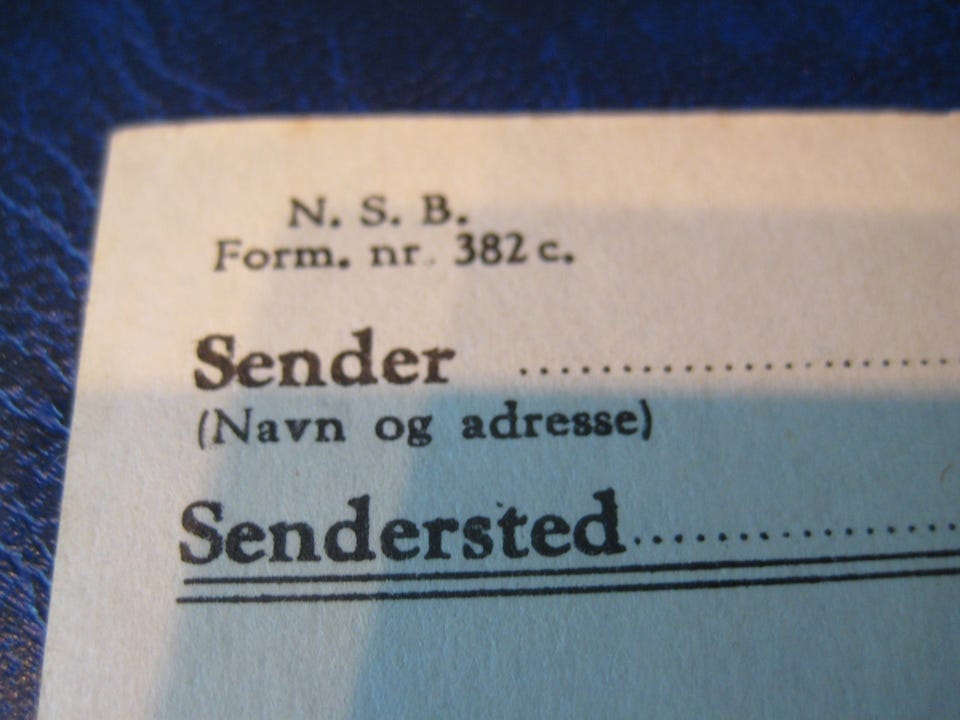 N. S. B.
Form. nr. 382 c.
Sender ........................
(Navn og adresse)
Sendersted........................